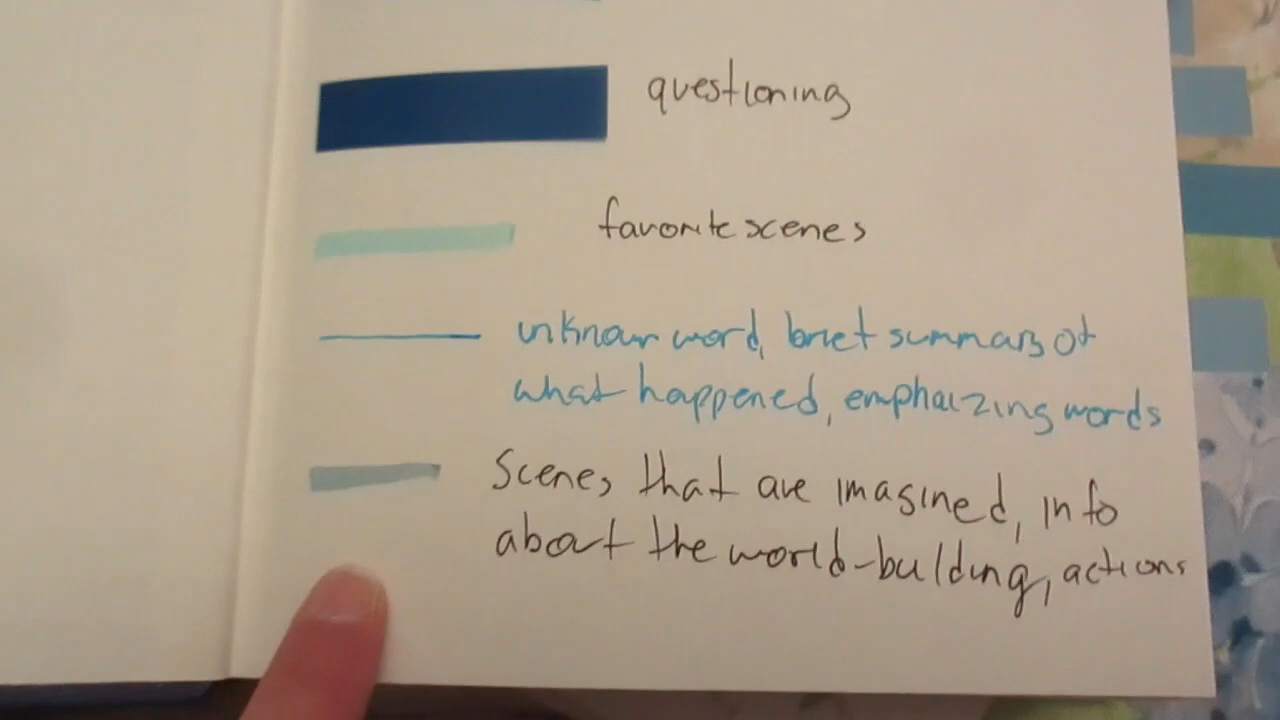 questioning
favorite scenes
unknown word, brief summary of
what happened, emphaizing words
Scenes that are imagined, info
about the world-building, actions